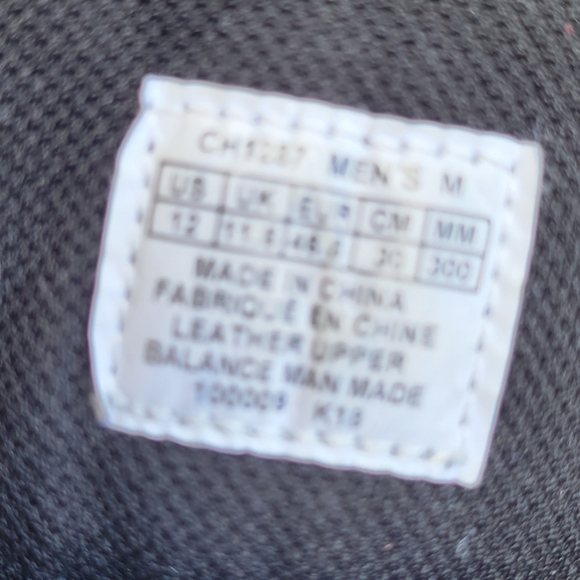 MEN'S M
US UK EUR CM MM
12 11.5 30 300
MADE IN CHINA
FABRIQUE EN CHINE
LEATHER UPPER
BALANCE MAN MADE
K18